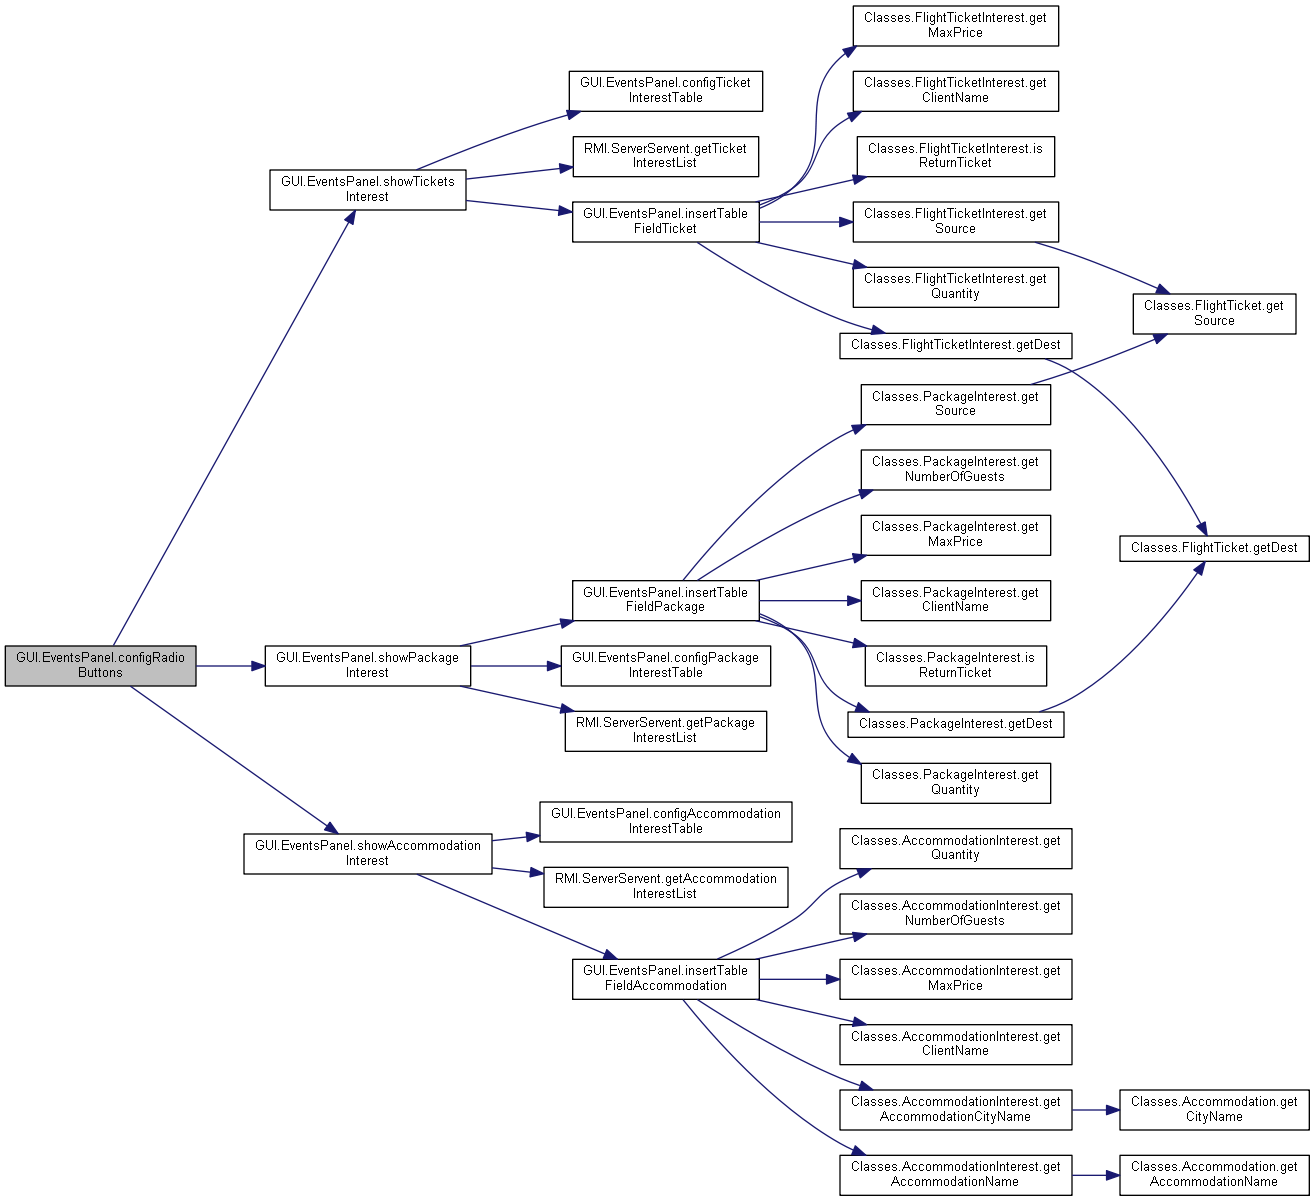 Classes.FlightTicketInterest.get
MaxPrice
GUI.EventsPanel.configTicket
InterestTable
Classes.FlightTicketInterest.get
ClientName
RMI.ServerServent.getTicket
InterestList
Classes.FlightTicketInterest.is
ReturnTicket
GUI.EventsPanel.showTickets
Interest
GUI.EventsPanel.insertTable
FieldTicket
Classes.FlightTicketInterest.get
Source
Classes.FlightTicketInterest.get
Quantity
Classes.FlightTicket.get
Source
Classes.FlightTicketInterest.getDest
Classes.PackageInterest.get
Source
Classes.PackageInterest.get
NumberOfGuests
Classes.PackageInterest.get
MaxPrice
Classes.FlightTicket.getDest
GUI.EventsPanel.insertTable
FieldPackage
Classes.PackageInterest.get
ClientName
GUI.EventsPanel.configRadio
Buttons
GUI.EventsPanel.showPackage
Interest
GUI.EventsPanel.configPackage
InterestTable
Classes.PackageInterest.is
ReturnTicket
RMI.ServerServent.getPackage
InterestList
Classes.PackageInterest.getDest
Classes.PackageInterest.get
Quantity
GUI.EventsPanel.configAccommodation
InterestTable
GUI.EventsPanel.showAccommodation
Interest
Classes.AccommodationInterest.get
Quantity
RMI.ServerServent.getAccommodation
InterestList
Classes.AccommodationInterest.get
NumberOfGuests
GUI.EventsPanel.insertTable
FieldAccommodation
Classes.AccommodationInterest.get
MaxPrice
Classes.AccommodationInterest.get
ClientName
Classes.AccommodationInterest.get
AccommodationCityName
Classes.Accommodation.get
CityName
Classes.AccommodationInterest.get
AccommodationName
Classes.Accommodation.get
AccommodationName